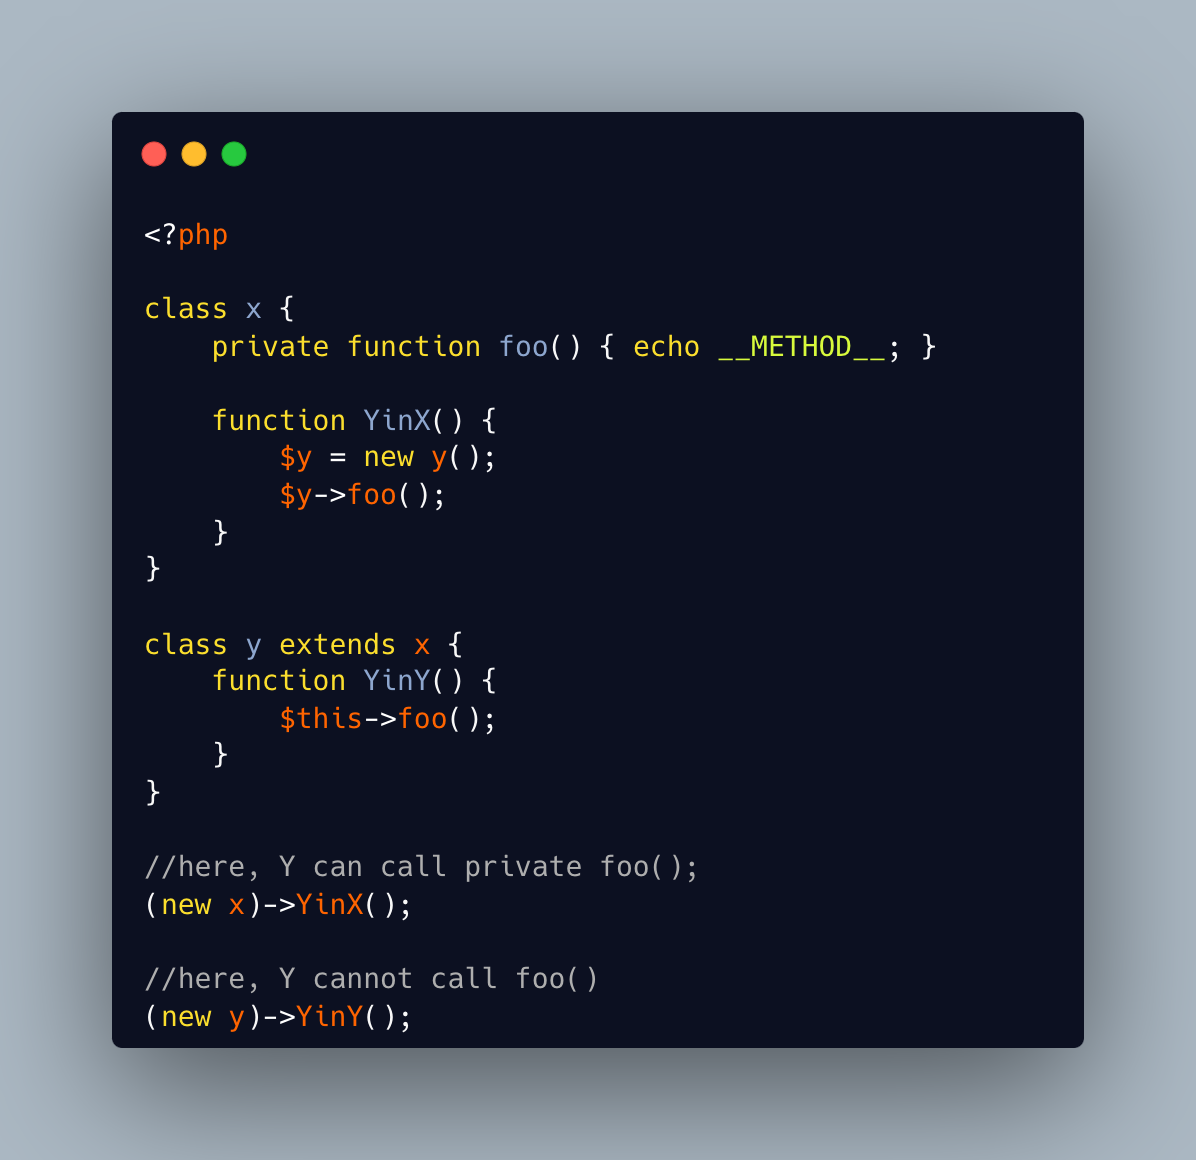 <?php
class x {
    private function foo() { echo __METHOD__; }
    function YinX() {
        $y = new y();
        $y->foo();
    }
}
class y extends x {
    function YinY() {
        $this->foo();
    }
}
//here, Y can call private foo();
(new x)->YinX();
//here, Y cannot call foo()
(new y)->YinY();